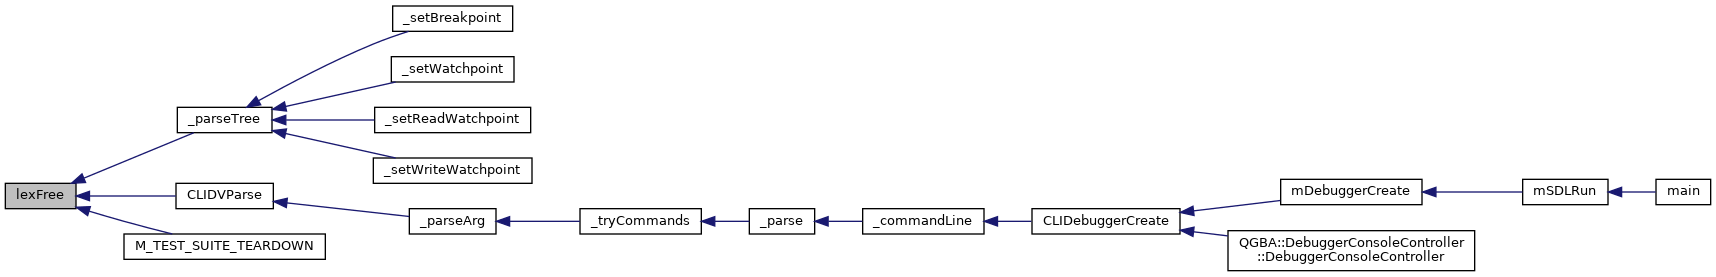 _setBreakpoint
_setWatchpoint
_parseTree
_setReadWatchpoint
_setWriteWatchpoint
lexFree
CLIDVParse
mDebuggerCreate
mSDLRun
main
_parseArg
_tryCommands
_parse
_commandLine
CLIDebuggerCreate
M_TEST_SUITE_TEARDOWN
QGBA::DebuggerConsoleController
::DebuggerConsoleController